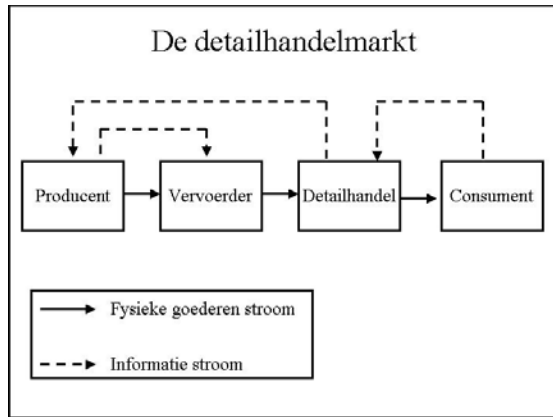 De detailhandelmarkt
Producent
Vervoerder
Detailhandel
Consument
Fysieke goederen stroom
Informatie stroom